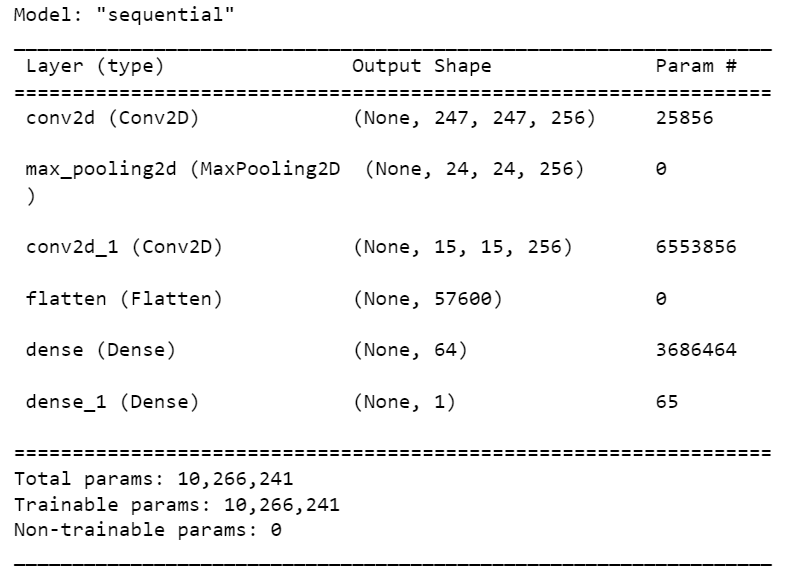 Model: "sequential"
_________________________________________________________________
Layer (type) Output Shape Param #
=================================================================
conv2d (Conv2D) (None, 247, 247, 256) 25856
max_pooling2d (MaxPooling2D (None, 24, 24, 256) 0
)
conv2d_1 (Conv2D) (None, 15, 15, 256) 6553856
flatten (Flatten) (None, 57600) 0
dense (Dense) (None, 64) 3686464
dense_1 (Dense) (None, 1) 65
=================================================================
Total params: 10,266,241
Trainable params: 10,266,241
Non-trainable params: 0
_________________________________________________________________